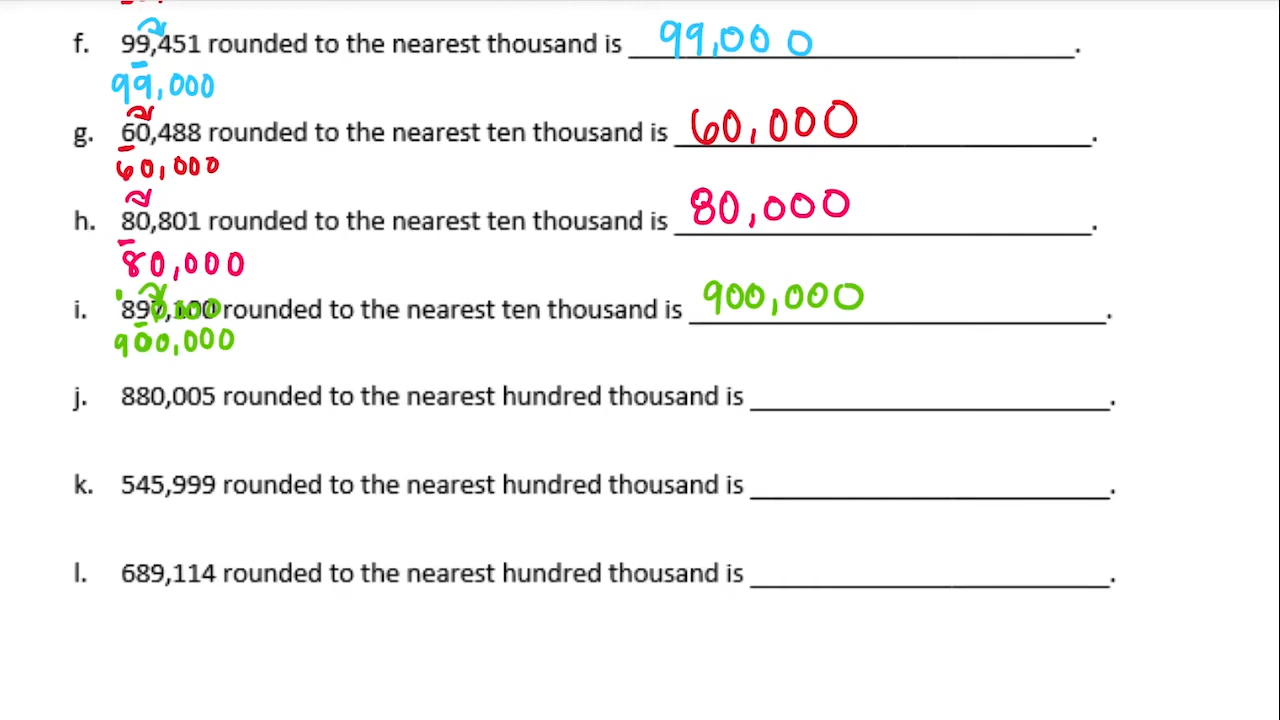 f. 99,451 rounded to the nearest thousand is 99,000.
99,000
g. 60,488 rounded to the nearest ten thousand is 60,000.
60,000
h. 80,801 rounded to the nearest ten thousand is 80,000.
80,000
i. 890,100 rounded to the nearest ten thousand is 900,000.
900,000
j. 880,005 rounded to the nearest hundred thousand is
k. 545,999 rounded to the nearest hundred thousand is
l. 689,114 rounded to the nearest hundred thousand is